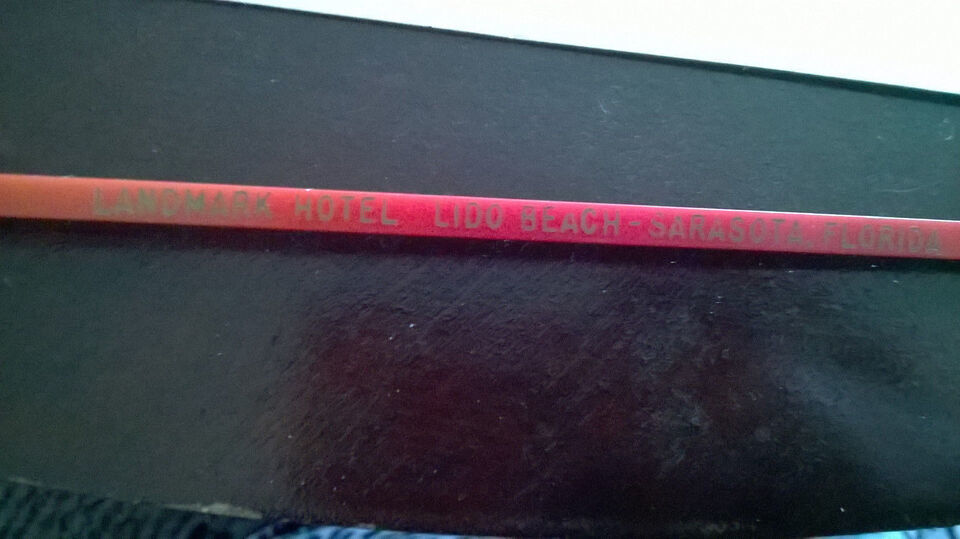 LANDMARK HOTEL LIDO BEACH-SARASOTA, FLORIDA